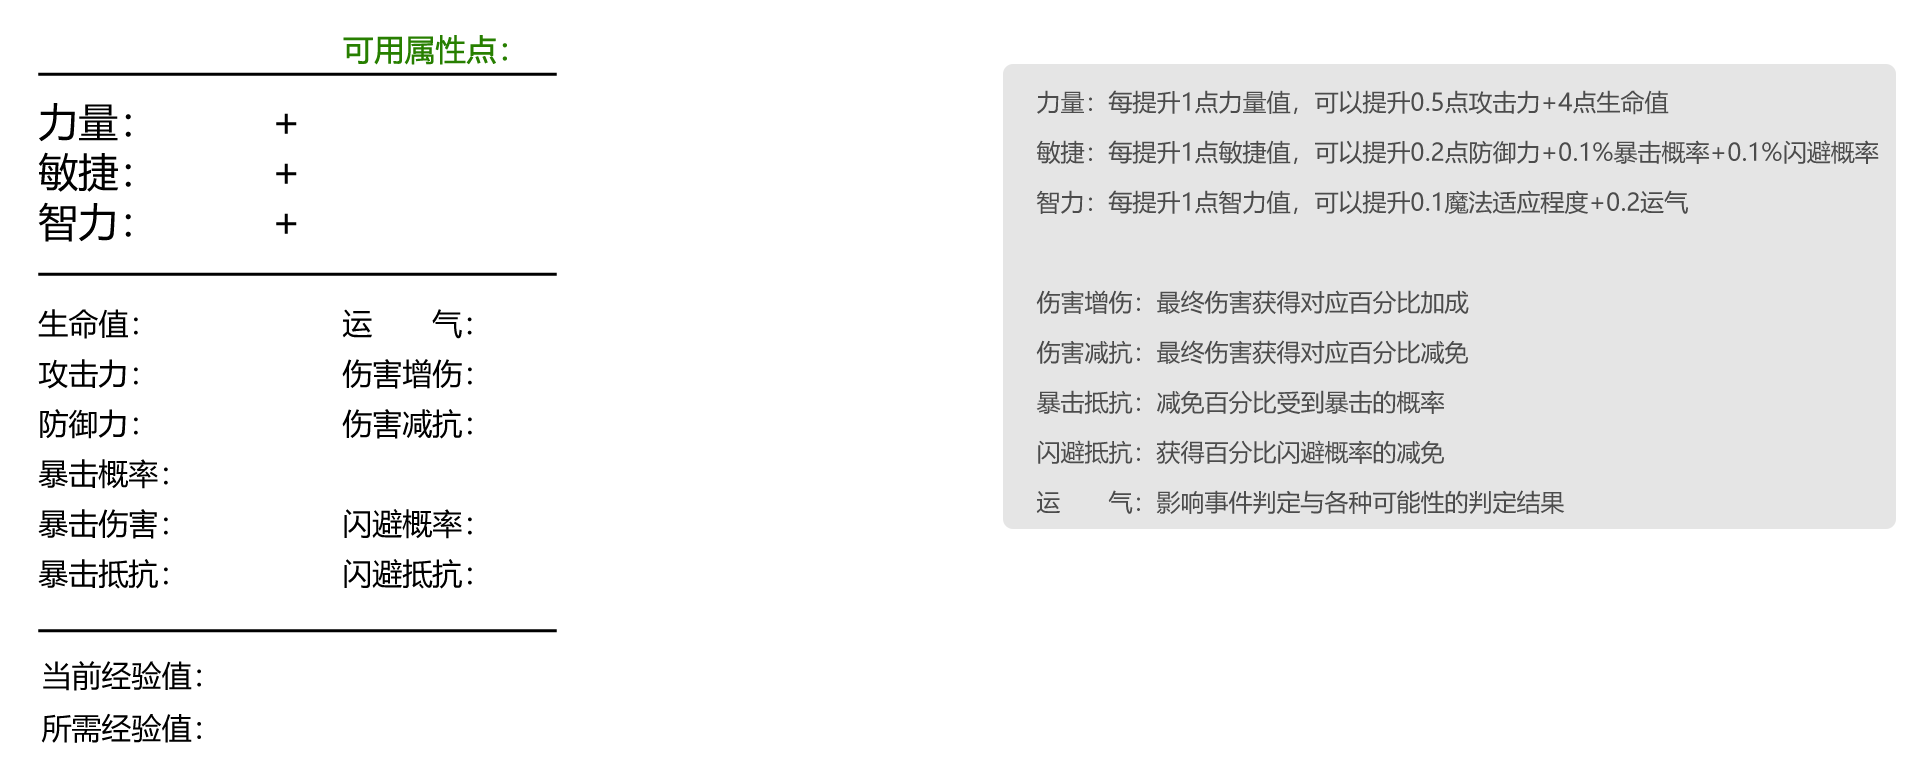 可用属性点：
力量： +
敏捷： +
智力： +
生命值： 运　　气：
攻击力： 伤害增伤：
防御力： 伤害减抗：
暴击概率：
暴击伤害： 闪避概率：
暴击抵抗： 闪避抵抗：
当前经验值：
所需经验值：
力量：每提升1点力量值，可以提升0.5点攻击力+4点生命值
敏捷：每提升1点敏捷值，可以提升0.2点防御力+0.1%暴击概率+0.1%闪避概率
智力：每提升1点智力值，可以提升0.1魔法适应程度+0.2运气
伤害增伤：最终伤害获得对应百分比加成
伤害减抗：最终伤害获得对应百分比减免
暴击抵抗：减免百分比受到暴击的概率
闪避抵抗：获得百分比闪避概率的减免
运　　气：影响事件判定与各种可能性的判定结果